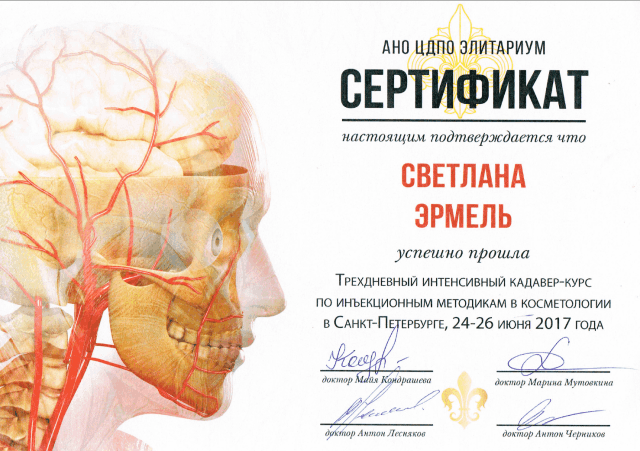 АНО ЦДПО ЭЛИТАРИУМ
СЕРТИФИКАТ
настоящим подтверждается что
СВЕТЛАНА
ЭРМЕЛЬ
успешно прошла
Трехдневный интенсивный кадавер-курс
по инъекционным методикам в косметологии
в Санкт-Петербурге, 24-26 июня 2017 года
доктор Майя Кондрашева
доктор Марина Мутовкина
доктор Антон Лесняков
доктор Антон Черников